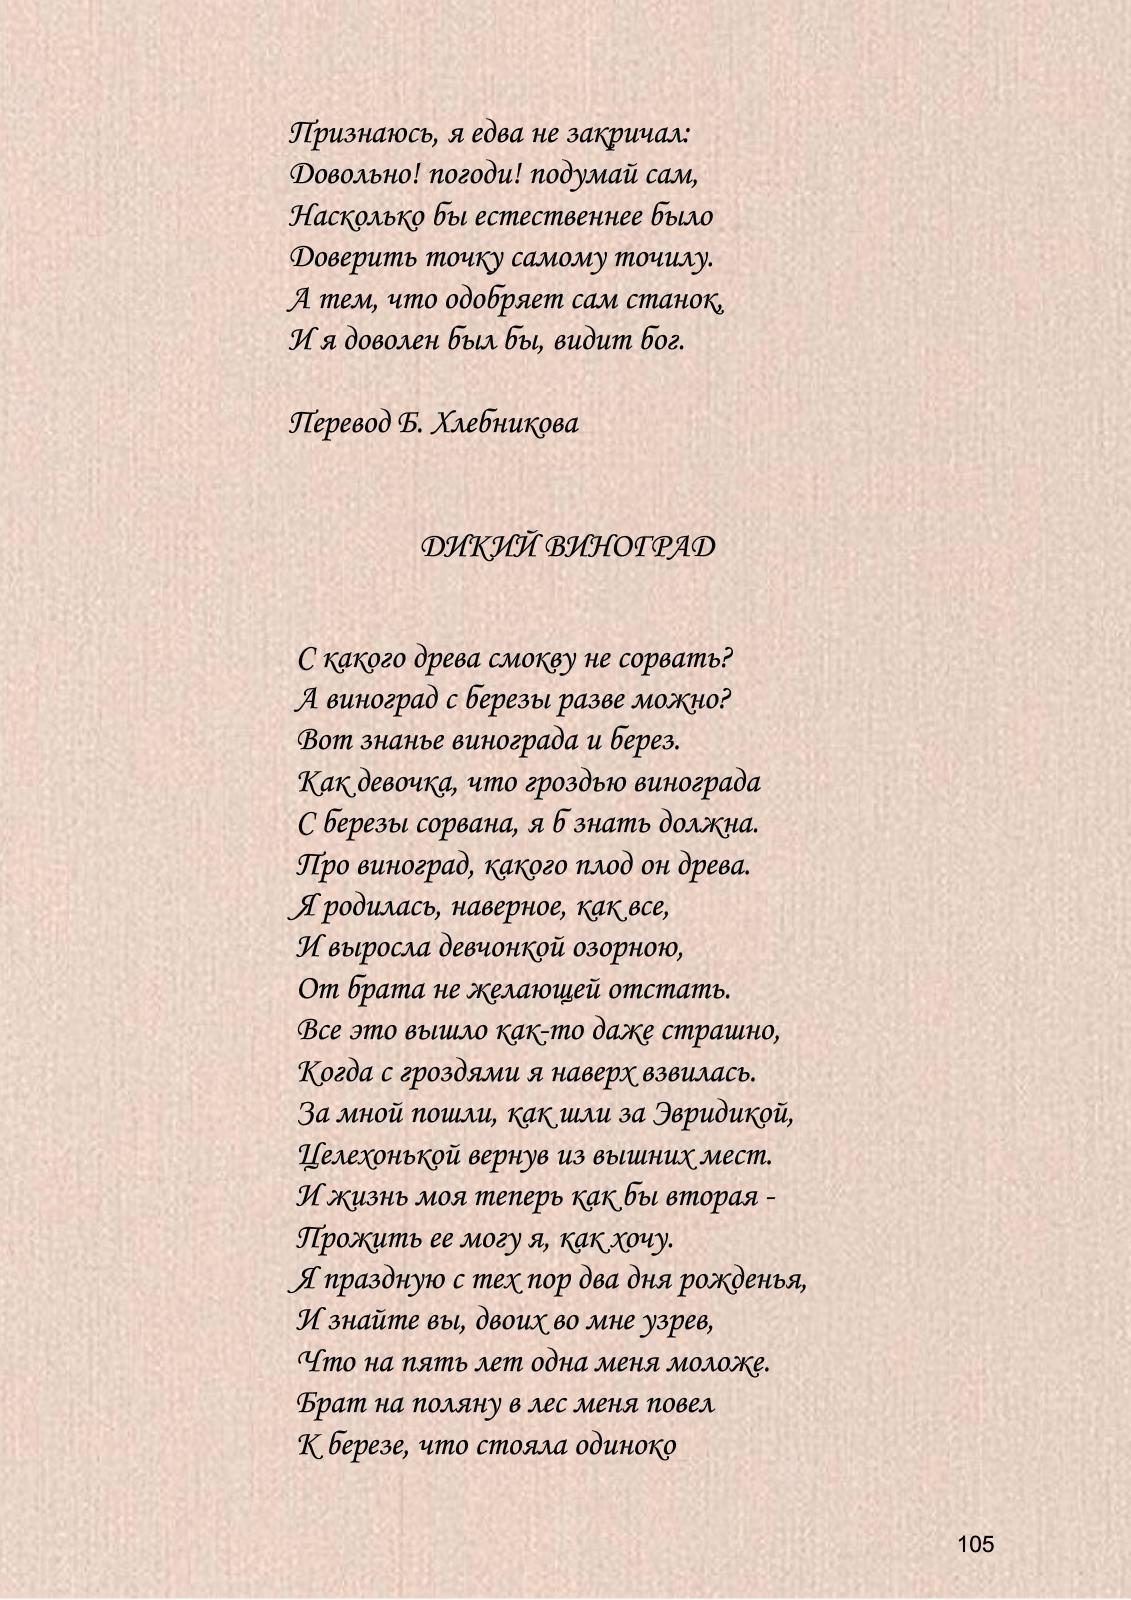 Признаюсь, я едва не закричал:
Довольно! погоди! подумай сам,
Насколько бы естественнее было
Доверить точку самому точилу.
А тем, что одобряет сам станок,
И я доволен был бы, видит бог.
Перевод Б. Хлебникова
ДИКИЙ ВИНОГРАД
С какого древа смокву не сорвать?
А виноград с березы разве можно?
Вот знанье винограда и берез.
Как девочка, что гроздью винограда
С березы сорвана, я б знать должна.
Про виноград, какого плод он древа.
Я родилась, наверное, как все,
И выросла девчонкой озорною,
От брата не желающей отстать.
Все это вышло как-то даже страшно,
Когда с гроздями я наверх взвилась.
За мной пошли, как шли за Эвридикой,
Целехонькой вернув из вышних мест.
И жизнь моя теперь как бы вторая -
Прожить ее могу я, как хочу.
Я праздную с тех пор два дня рожденья,
И знайте вы, двоих во мне узрев,
Что на пять лет одна меня моложе.
Брат на поляну в лес меня повел
К березе, что стояла одиноко
105